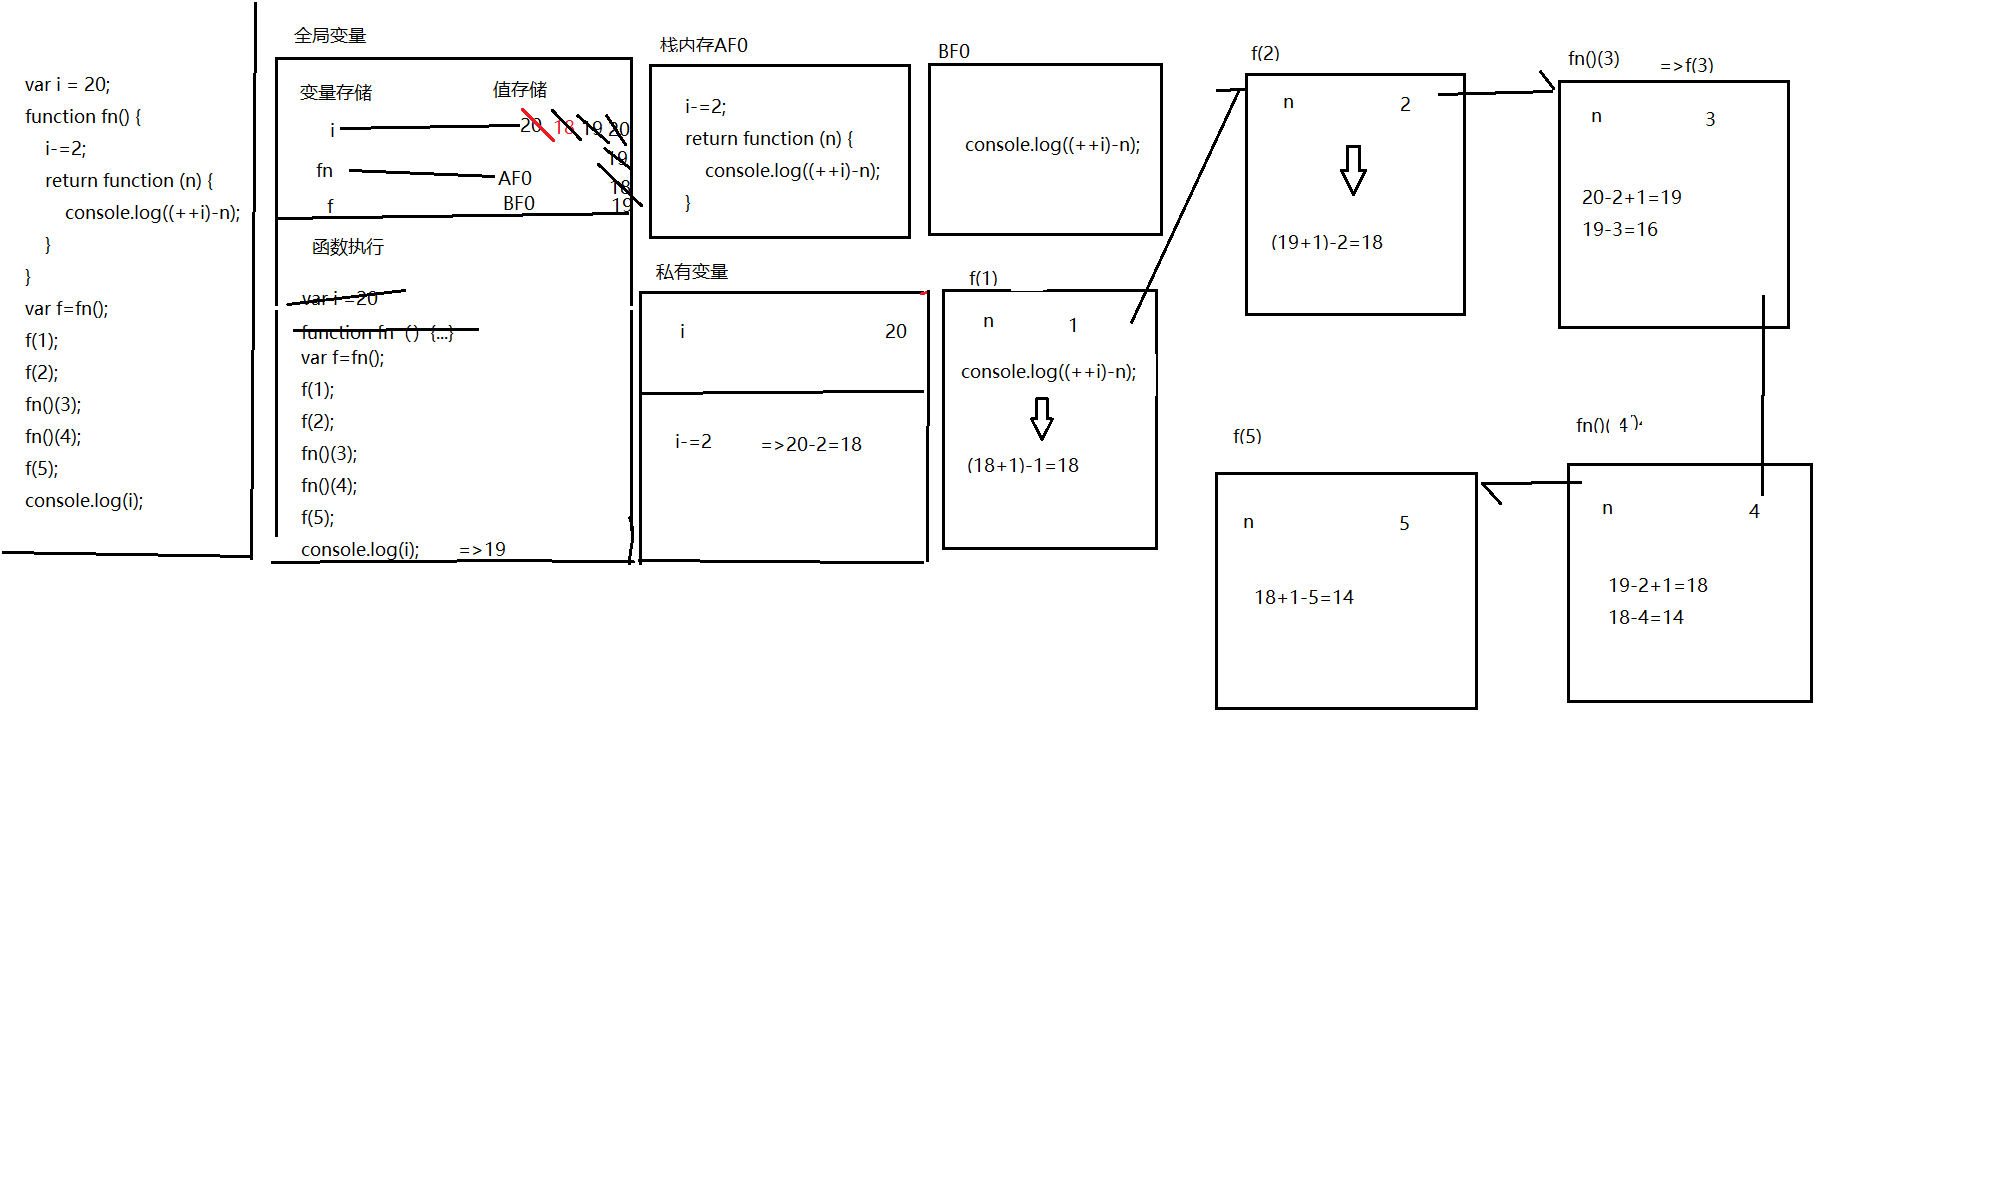 var i = 20;
function fn() {
i-=2;
return function (n) {
console.log((++i)-n);
}
}
var f=fn();
f(1);
f(2);
fn()(3);
fn()(4);
f(5);
console.log(i);
全局变量
变量存储 值存储
i 20 18 19 20
19
fn AF0
18
f BF0 19
函数执行
var i =20
function fn () {...}
var f=fn();
f(1);
f(2);
fn()(3);
fn()(4);
f(5);
console.log(i); =>19
栈内存AF0
i-=2;
return function (n) {
console.log((++i)-n);
}
BF0
console.log((++i)-n);
私有变量
i 20
i-=2 =>20-2=18
f(1)
n 1
console.log((++i)-n);
(18+1)-1=18
f(2)
n 2
(19+1)-2=18
fn()(3) =>f(3)
n 3
20-2+1=19
19-3=16
fn()( 4 )
n 4
19-2+1=18
18-4=14
f(5)
n 5
18+1-5=14